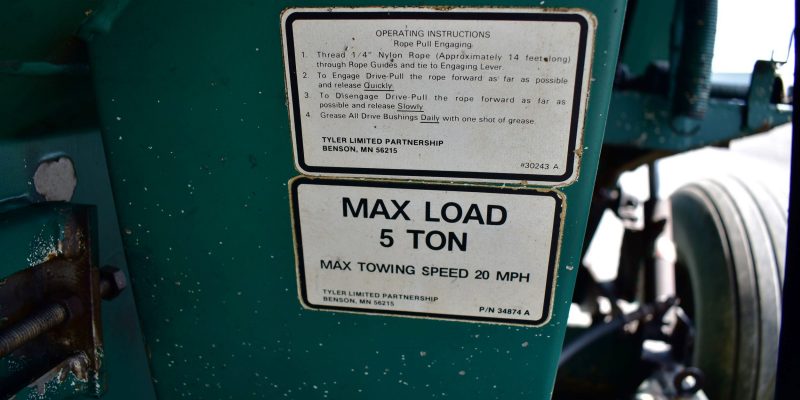 OPERATING INSTRUCTIONS
Rope Pull Engaging
1. Thread 1/4" Nylon Rope (Approximately 14 feet long)
through Rope Guides and tie to Engaging Lever.
2. To Engage Drive-Pull the rope forward as far as possible
and release Quickly.
3. To Disengage Drive-Pull the rope forward as far as
possible and release Slowly.
4. Grease All Drive Bushings Daily with one shot of grease.
TYLER LIMITED PARTNERSHIP
BENSON, MN 56215
#30243 A
MAX LOAD
5 TON
MAX TOWING SPEED 20 MPH
TYLER LIMITED PARTNERSHIP
BENSON, MN 56215
P/N 34874 A